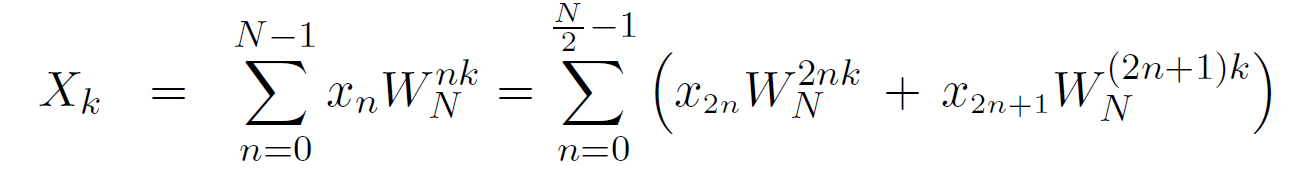 $X_k = \sum_{n=0}^{N-1} x_n W_N^{nk} = \sum_{n=0}^{\frac{N}{2}-1} \left( x_{2n} W_N^{2nk} + x_{2n+1} W_N^{(2n+1)k} \right)$